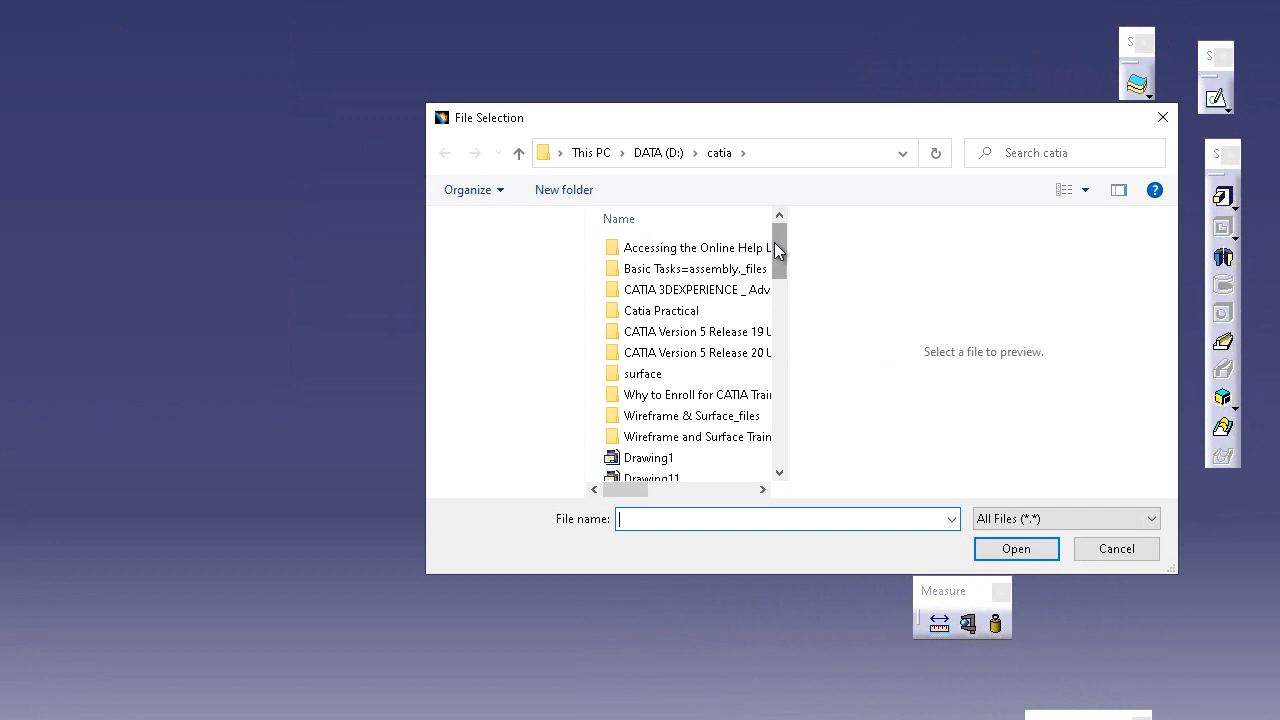 S
S
File Selection
This PC
DATA (D:)
catia
Search catia
Organize
New folder
Name
Accessing the Online Help L
Basic Tasks=assembly._files
CATIA 3DEXPERIENCE _ Adv
Catia Practical
CATIA Version 5 Release 19 U
CATIA Version 5 Release 20 U
surface
Why to Enroll for CATIA Trai
Wireframe & Surface_files
Wireframe and Surface Train
Drawing1
Drawing11
Select a file to preview.
S
File name:
All Files (*.*)
Open
Cancel
Measure